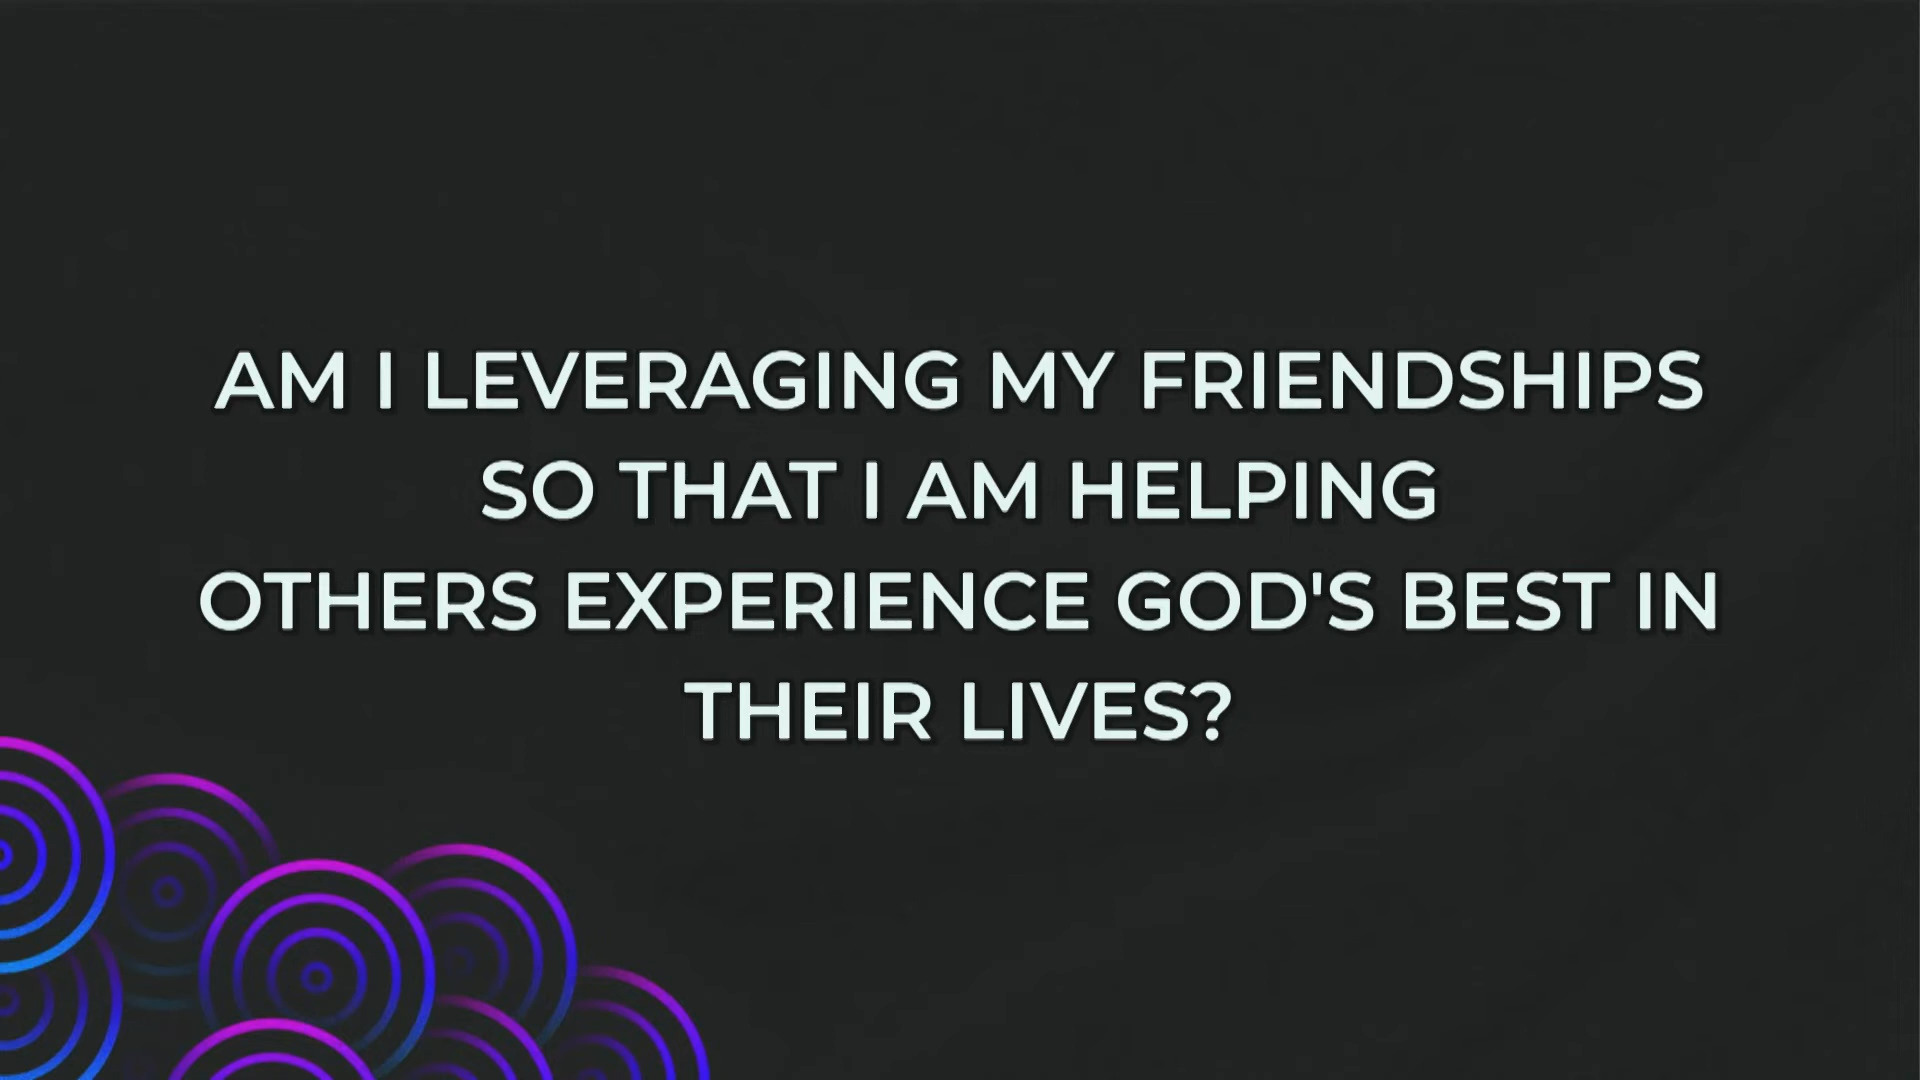 AM I LEVERAGING MY FRIENDSHIPS
SO THAT I AM HELPING
OTHERS EXPERIENCE GOD'S BEST IN
THEIR LIVES?